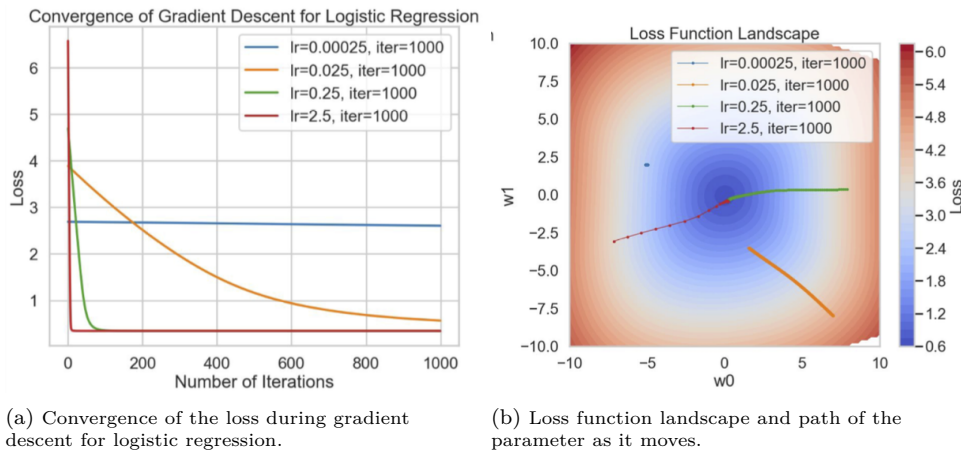 Convergence of Gradient Descent for Logistic Regression
lr=0.00025, iter=1000
lr=0.025, iter=1000
lr=0.25, iter=1000
lr=2.5, iter=1000
6
5
4
3
2
1
Loss
0
200
400
600
800
1000
Number of Iterations
(a) Convergence of the loss during gradient
descent for logistic regression.
Loss Function Landscape
lr=0.00025, iter=1000
lr=0.025, iter=1000
lr=0.25, iter=1000
lr=2.5, iter=1000
10.0
7.5
5.0
2.5
0.0
−2.5
−5.0
−7.5
−10.0
w1
−10
−5
0
5
10
w0
6.0
5.4
4.8
4.2
3.6
3.0
2.4
1.8
1.2
0.6
Loss
(b) Loss function landscape and path of the
parameter as it moves.